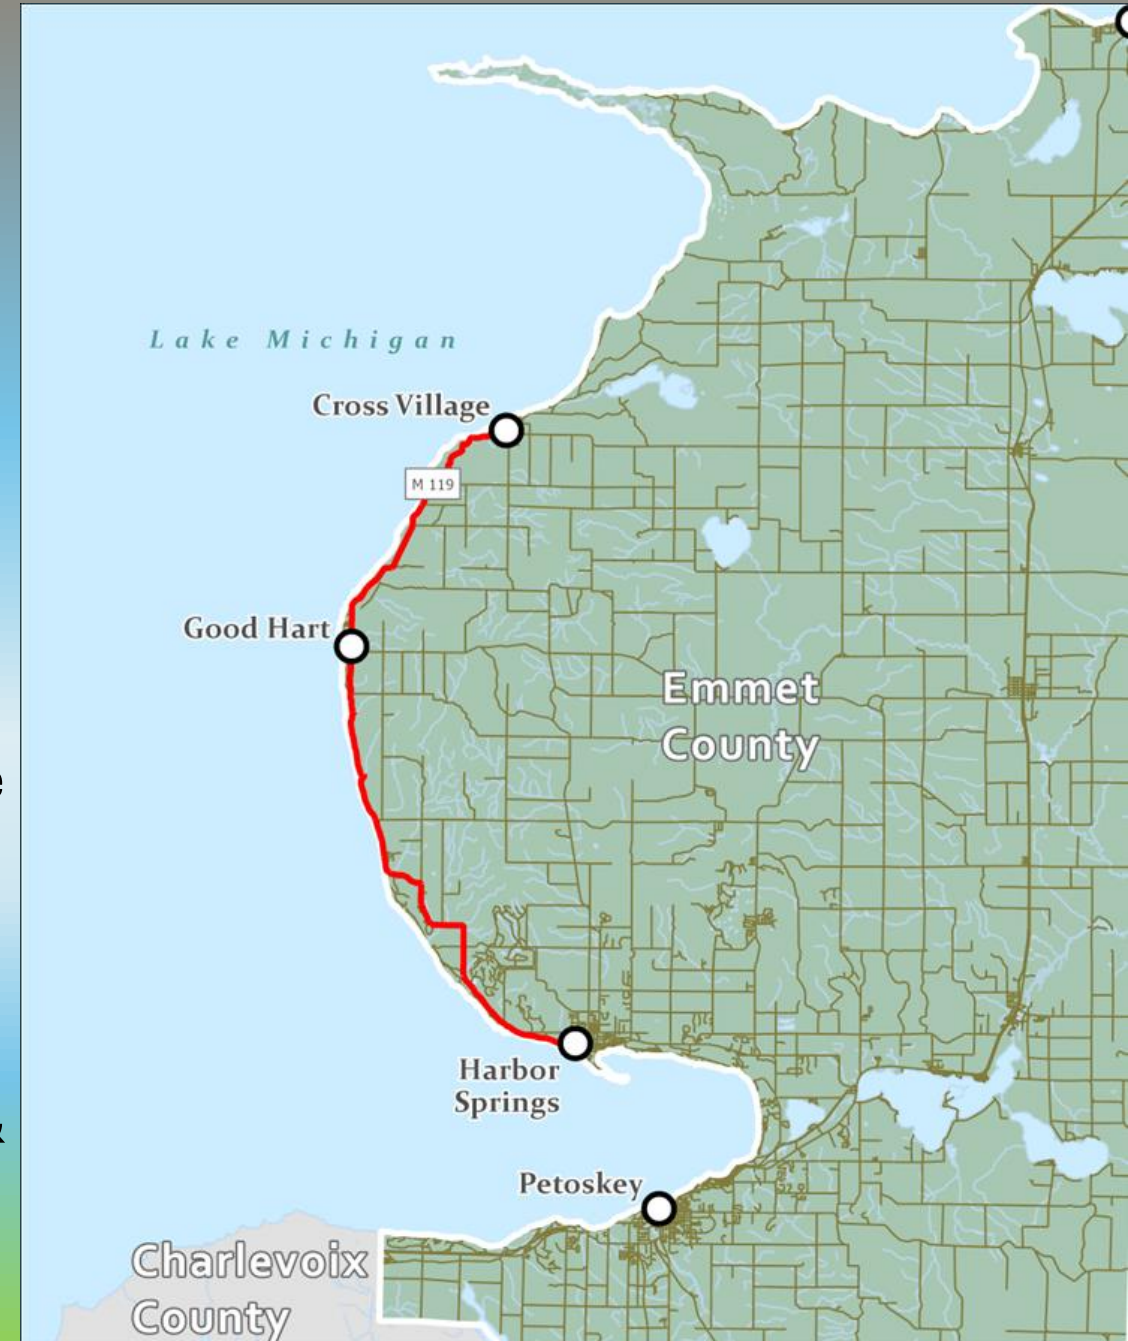 Lake Michigan
Cross Village
M 119
Good Hart
Emmet
County
e
Harbor
Springs
&
Petoskey
Charlevoix
County